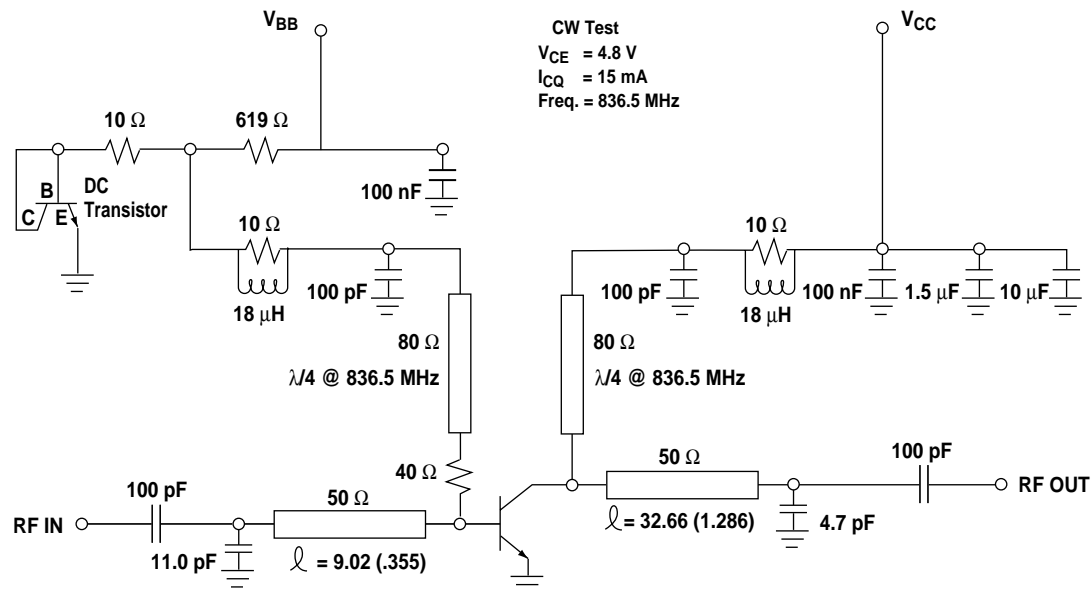 V_BB
CW Test
V_CE = 4.8 V
I_CQ = 15 mA
Freq. = 836.5 MHz
V_CC
10 Ω
619 Ω
100 nF
B
C
E
DC
Transistor
10 Ω
18 μH
100 pF
80 Ω
λ/4 @ 836.5 MHz
40 Ω
100 pF
10 Ω
18 μH
100 nF
1.5 μF
10 μF
80 Ω
λ/4 @ 836.5 MHz
RF IN
100 pF
11.0 pF
50 Ω
ℓ = 9.02 (.355)
50 Ω
ℓ = 32.66 (1.286)
4.7 pF
100 pF
RF OUT